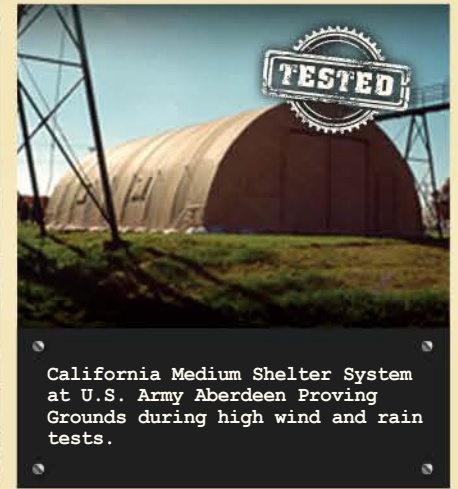 TESTED
California Medium Shelter System
at U.S. Army Aberdeen Proving
Grounds during high wind and rain
tests.